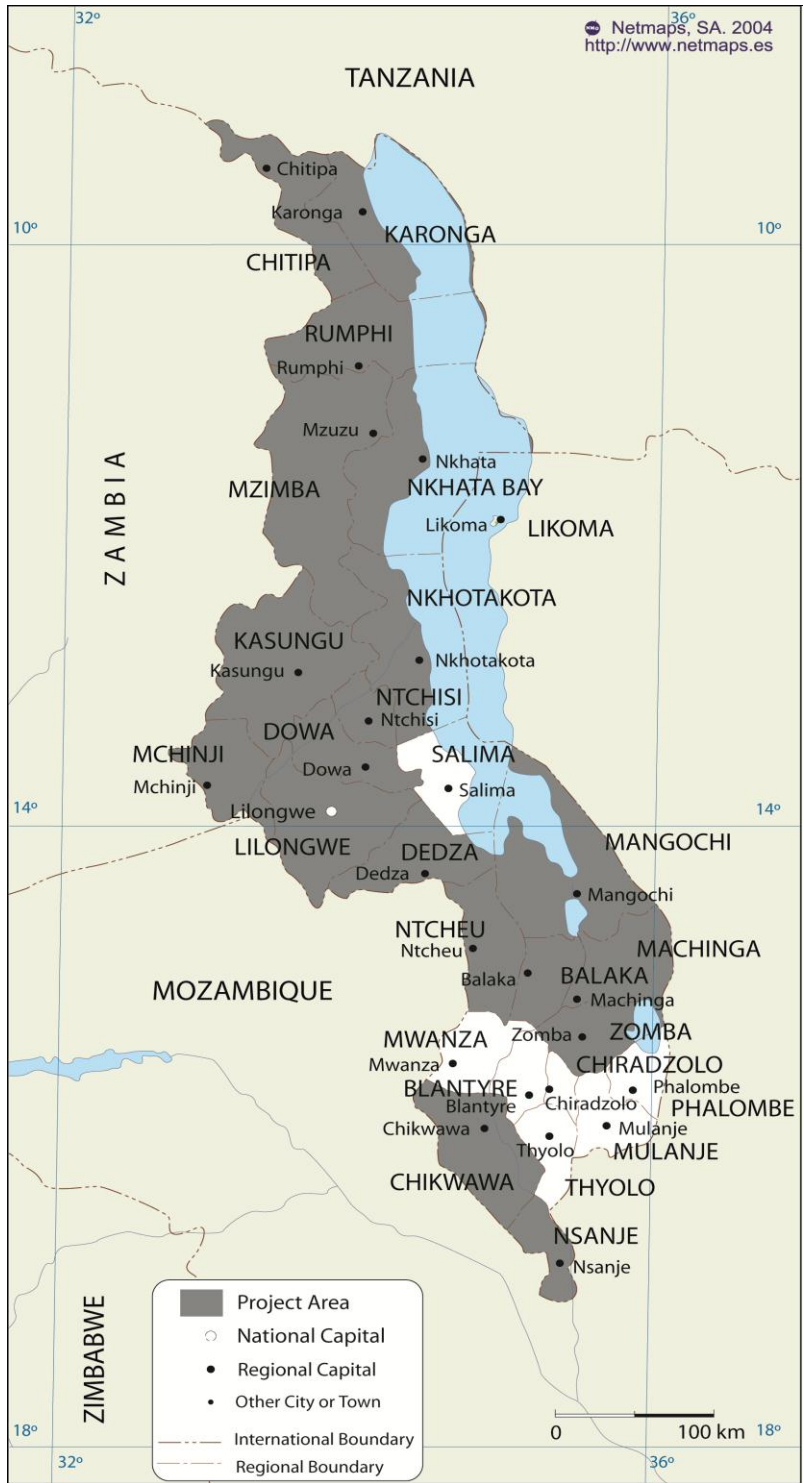 32º
36º
Netmaps, SA. 2004
http://www.netmaps.es
TANZANIA
Chitipa
Karonga
10º
KARONGA
10º
CHITIPA
RUMPHI
Rumphi
Mzuzu
Nkhata
ZAMBIA
MZIMBA
NKHATA BAY
Likoma
LIKOMA
NKHOTAKOTA
KASUNGU
Kasungu
Nkhotakota
NTCHISI
Ntchisi
DOWA
MCHINJI
SALIMA
Dowa
Mchinji
Salima
Lilongwe
14º
14º
LILONGWE
DEDZA
MANGOCHI
Dedza
Mangochi
NTCHEU
Ntcheu
MACHINGA
Balaka
BALAKA
MOZAMBIQUE
Machinga
MWANZA
Zomba
ZOMBA
Mwanza
CHIRADZOLO
BLANTYRE
Phalombe
Blantyre
Chiradzolo
PHALOMBE
Chikwawa
Mulanje
Thyolo
MULANJE
CHIKWAWA
THYOLO
NSANJE
Nsanje
ZIMBABWE
Project Area
National Capital
Regional Capital
Other City or Town
International Boundary
Regional Boundary
0
100 km
18º
18º
32º
36º